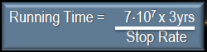 Running Time = 7·10⁷ x 3yrs
Stop Rate